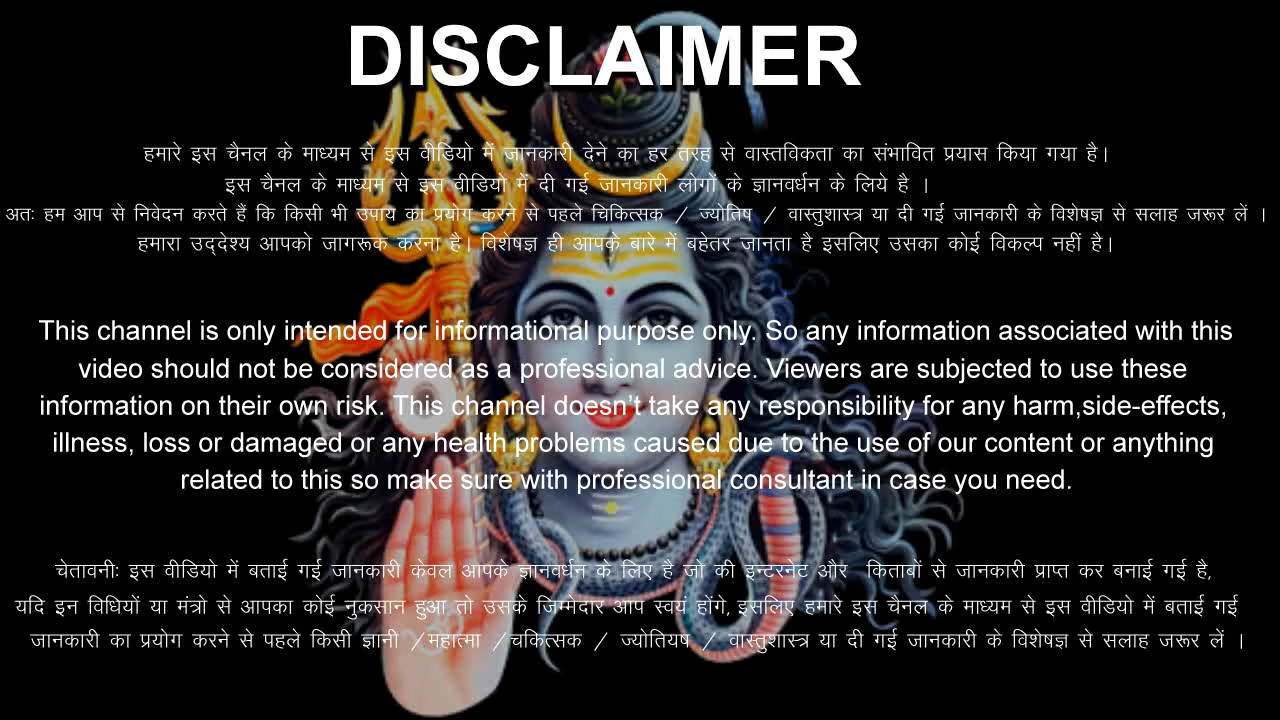 DISCLAIMER
हमारे इस चैनल के माध्यम से इस वीडियो में जानकारी देने का हर तरह से वास्तविकता का संभावित प्रयास किया गया है।
इस चैनल के माध्यम से इस वीडियो में दी गई जानकारी लोगों के ज्ञानवर्धन के लिये है ।
अतः हम आप से निवेदन करते हैं कि किसी भी उपाय का प्रयोग करने से पहले चिकित्सक / ज्योतिष / वास्तुशास्त्र या दी गई जानकारी के विशेषज्ञ से सलाह जरूर लें ।
हमारा उद्देश्य आपको जागरूक करना है। विशेषज्ञ ही आपके बारे में बहेतर जानता है इसलिए उसका कोई विकल्प नहीं है।
This channel is only intended for informational purpose only. So any information associated with this
video should not be considered as a professional advice. Viewers are subjected to use these
information on their own risk. This channel doesn't take any responsibility for any harm,side-effects,
illness, loss or damaged or any health problems caused due to the use of our content or anything
related to this so make sure with professional consultant in case you need.
चेतावनीः इस वीडियो में बताई गई जानकारी केवल आपके ज्ञानवर्धन के लिए है जो की इन्टरनेट और किताबों से जानकारी प्राप्त कर बनाई गई है,
यदि इन विधियों या मंत्रो से आपका कोई नुकसान हुआ तो उसके जिम्मेदार आप स्वयं होंगे, इसलिए हमारे इस चैनल के माध्यम से इस वीडियो में बताई गई
जानकारी का प्रयोग करने से पहले किसी ज्ञानी /महात्मा /चकित्सक / ज्योतियष / वास्तुशास्त्र या दी गई जानकारी के विशेषज्ञ से सलाह जरूर लें ।